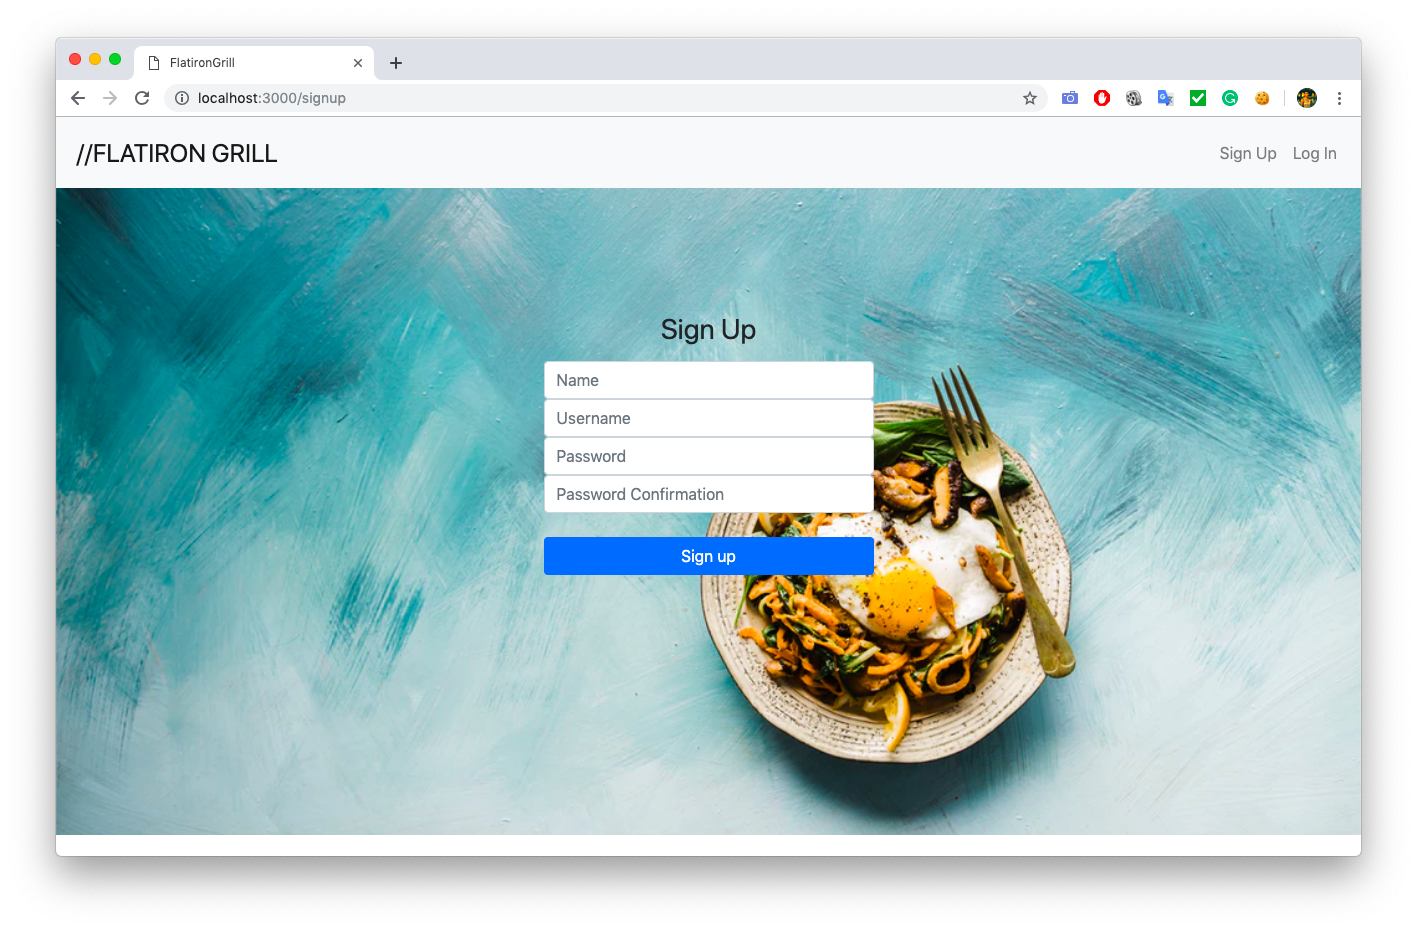 FlatironGrill
localhost:3000/signup
//FLATIRON GRILL
Sign Up
Log In
Sign Up
Name
Username
Password
Password Confirmation
Sign up